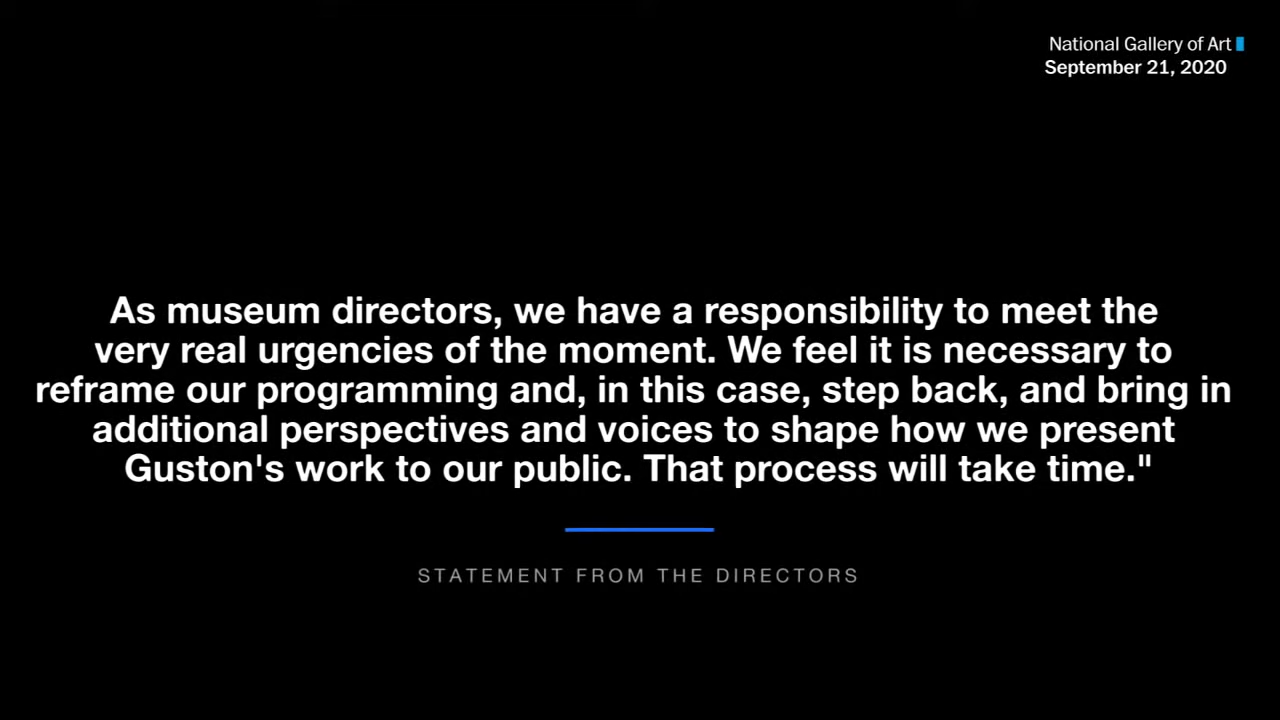 National Gallery of Art
September 21, 2020
As museum directors, we have a responsibility to meet the
very real urgencies of the moment. We feel it is necessary to
reframe our programming and, in this case, step back, and bring in
additional perspectives and voices to shape how we present
Guston's work to our public. That process will take time."
STATEMENT FROM THE DIRECTORS